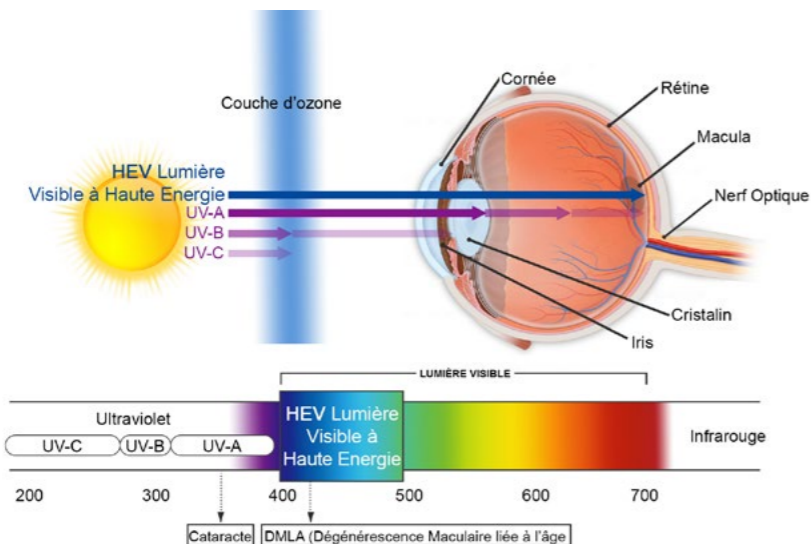 Cornée
Rétine
Couche d'ozone
Macula
HEV Lumière
Visible à Haute Energie
UV-A
Nerf Optique
UV-B
UV-C
Cristalin
Iris
LUMIÈRE VISIBLE
Ultraviolet
HEV Lumière
Visible à
Haute Energie
Infrarouge
UV-C
UV-B
UV-A
200 300 400 500 600 700
Cataracte
DMLA (Dégénérescence Maculaire liée à l'âge